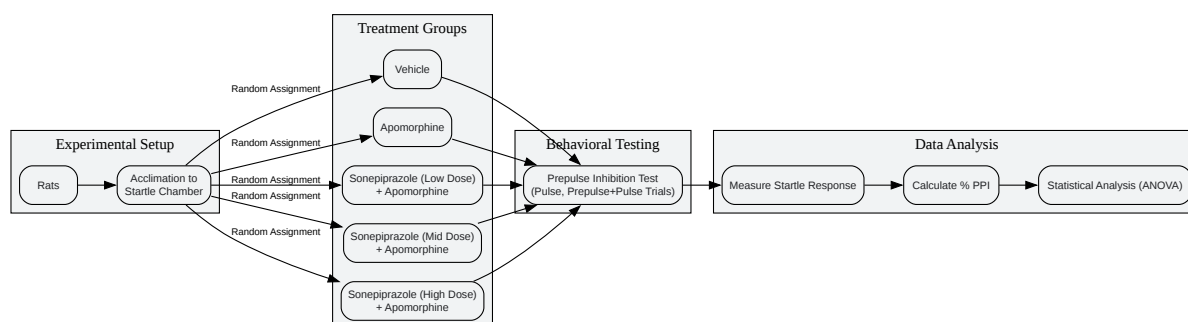 Experimental Setup
Rats
Acclimation to
Startle Chamber
Random Assignment
Random Assignment
Random Assignment
Random Assignment
Random Assignment
Treatment Groups
Vehicle
Apomorphine
Sonepiprazole (Low Dose)
+ Apomorphine
Sonepiprazole (Mid Dose)
+ Apomorphine
Sonepiprazole (High Dose)
+ Apomorphine
Behavioral Testing
Prepulse Inhibition Test
(Pulse, Prepulse+Pulse Trials)
Data Analysis
Measure Startle Response
Calculate % PPI
Statistical Analysis (ANOVA)